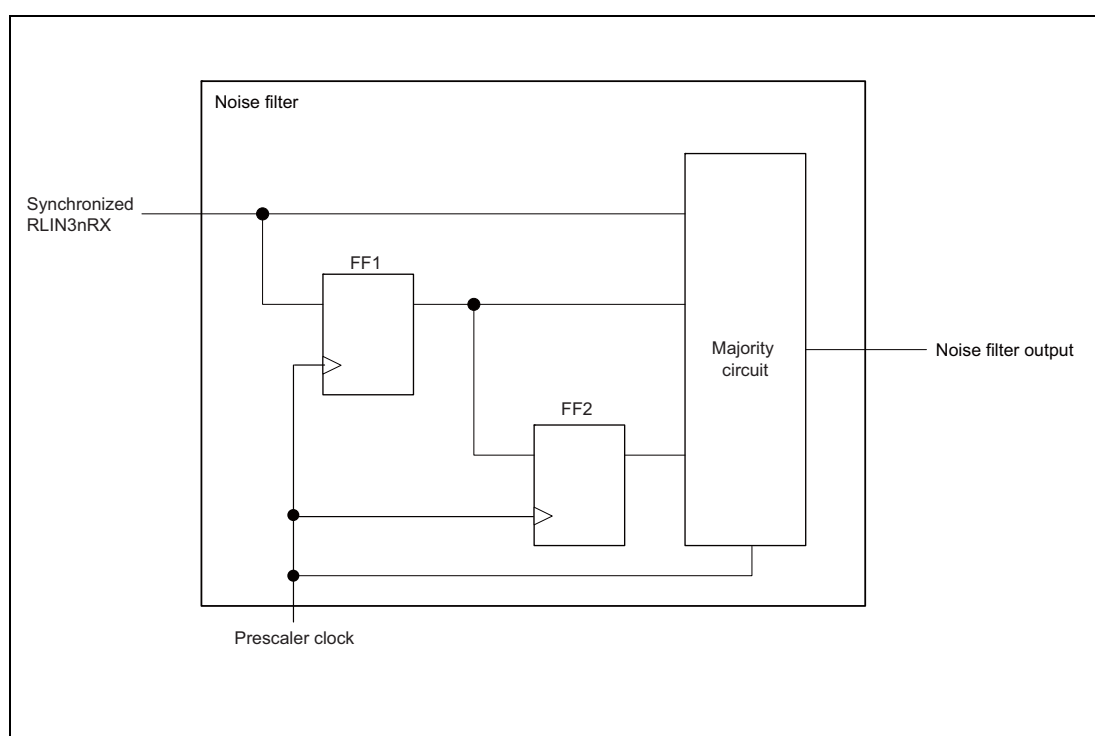 Noise filter
Synchronized
RLIN3nRX
FF1
Majority
circuit
Noise filter output
FF2
Prescaler clock